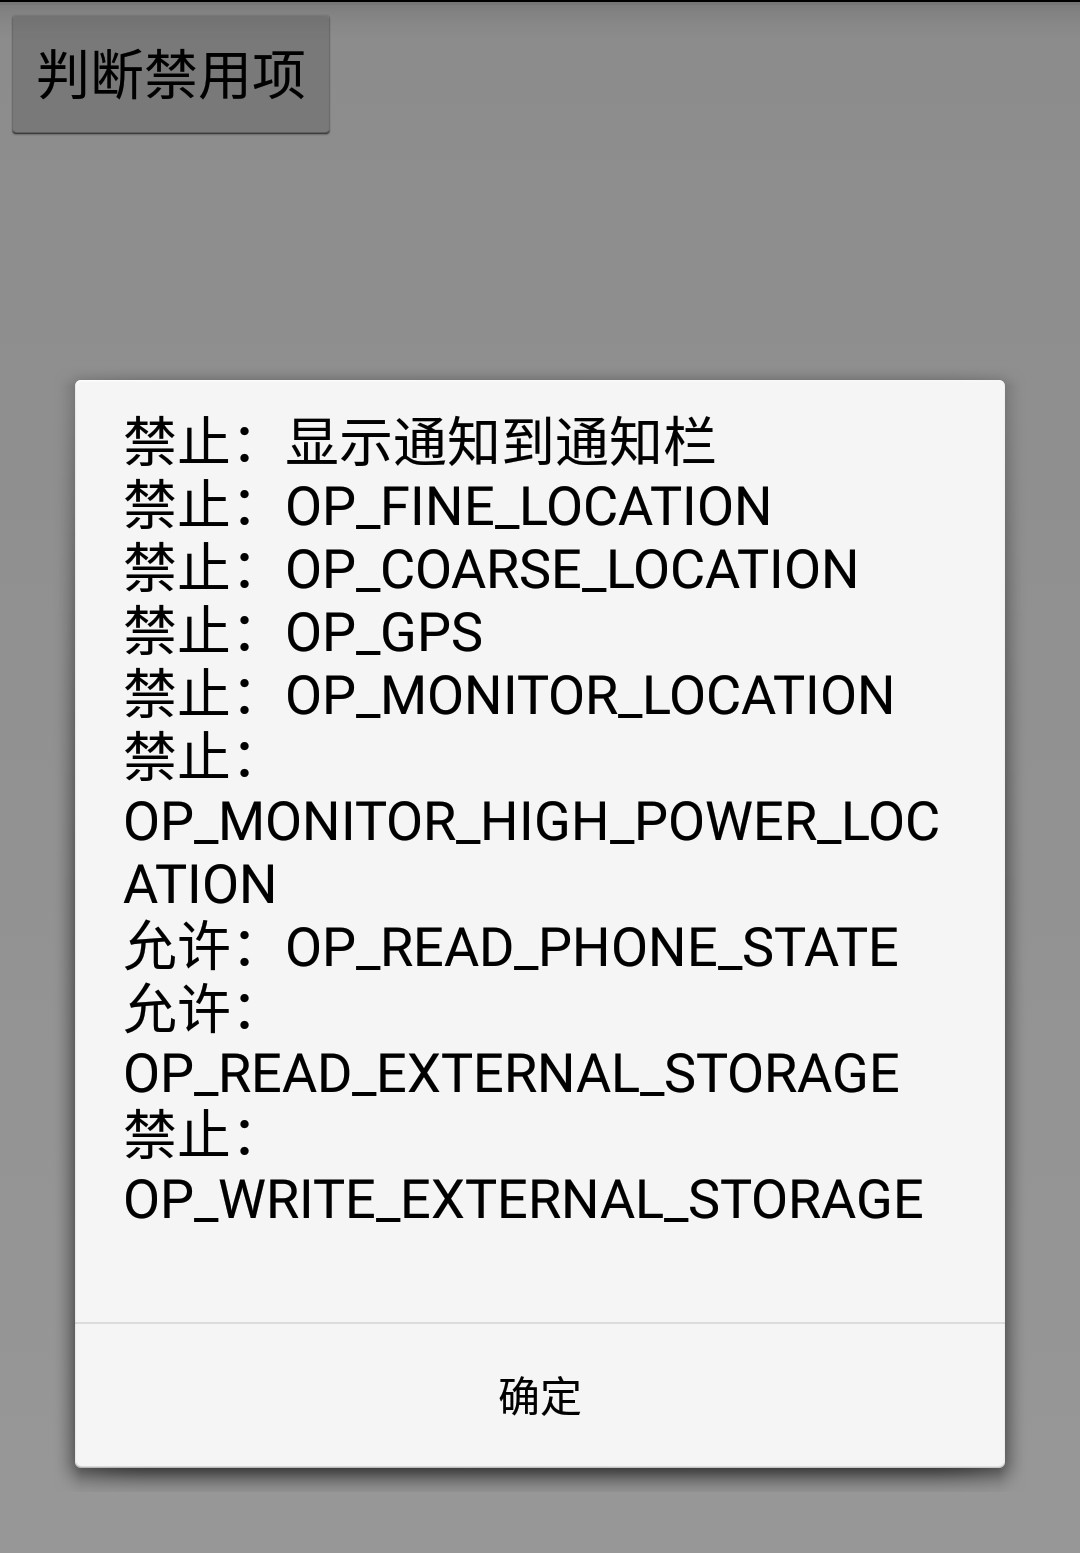 判断禁用项
禁止：显示通知到通知栏
禁止：OP_FINE_LOCATION
禁止：OP_COARSE_LOCATION
禁止：OP_GPS
禁止：OP_MONITOR_LOCATION
禁止：
OP_MONITOR_HIGH_POWER_LOC
ATION
允许：OP_READ_PHONE_STATE
允许：
OP_READ_EXTERNAL_STORAGE
禁止：
OP_WRITE_EXTERNAL_STORAGE
确定